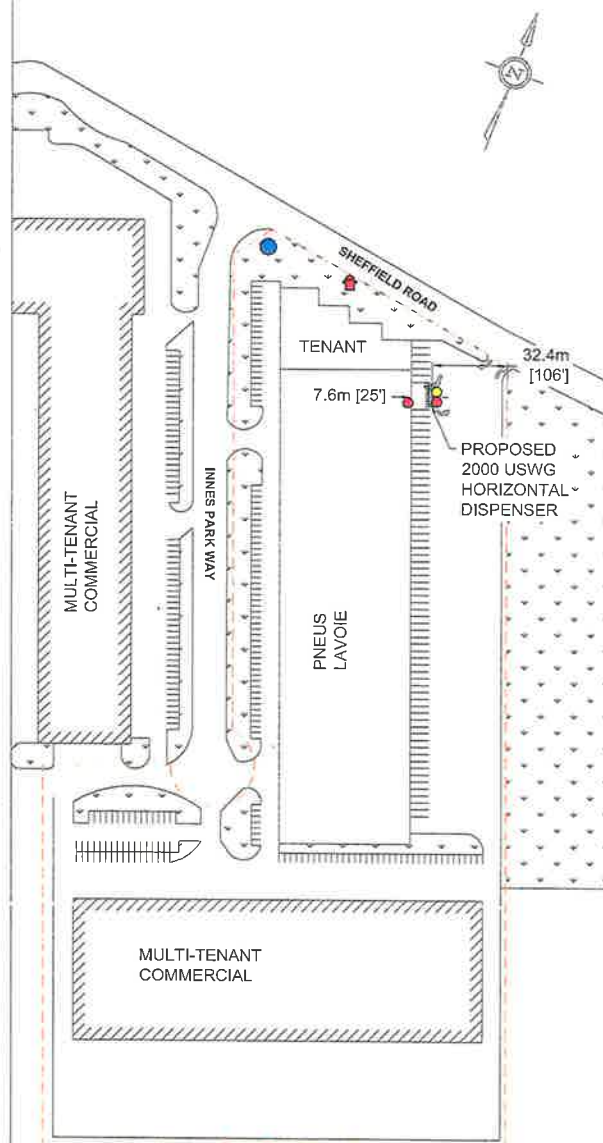 N
SHEFFIELD ROAD
TENANT
32.4m
[106']
7.6m [25']
PROPOSED
2000 USWG
HORIZONTAL
DISPENSER
INNES PARK WAY
MULTI-TENANT
COMMERCIAL
PNEUS
LAVOIE
MULTI-TENANT
COMMERCIAL